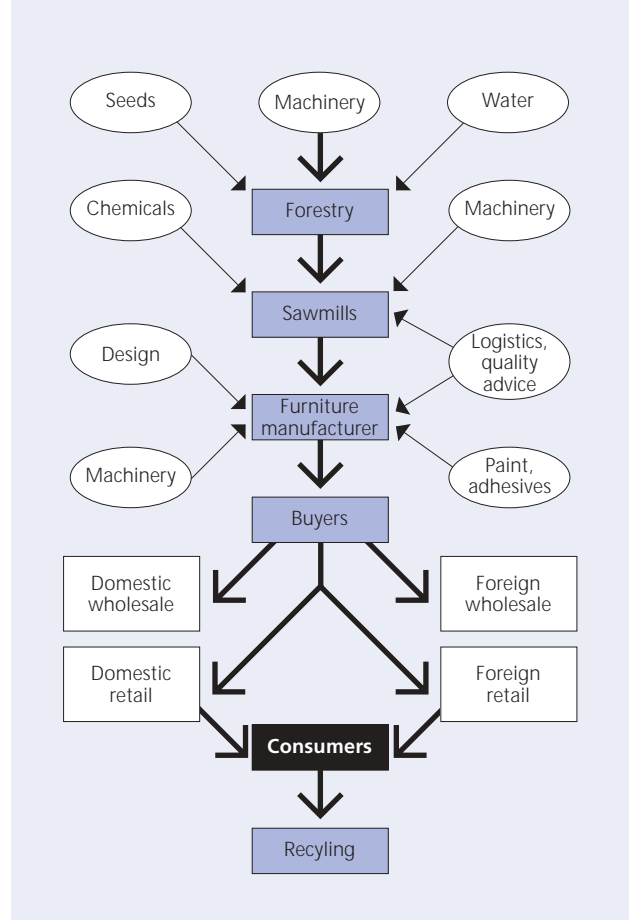 Seeds
Machinery
Water
Forestry
Chemicals
Machinery
Sawmills
Design
Logistics,
quality
advice
Furniture
manufacturer
Machinery
Paint,
adhesives
Buyers
Domestic
wholesale
Foreign
wholesale
Domestic
retail
Foreign
retail
Consumers
Recyling